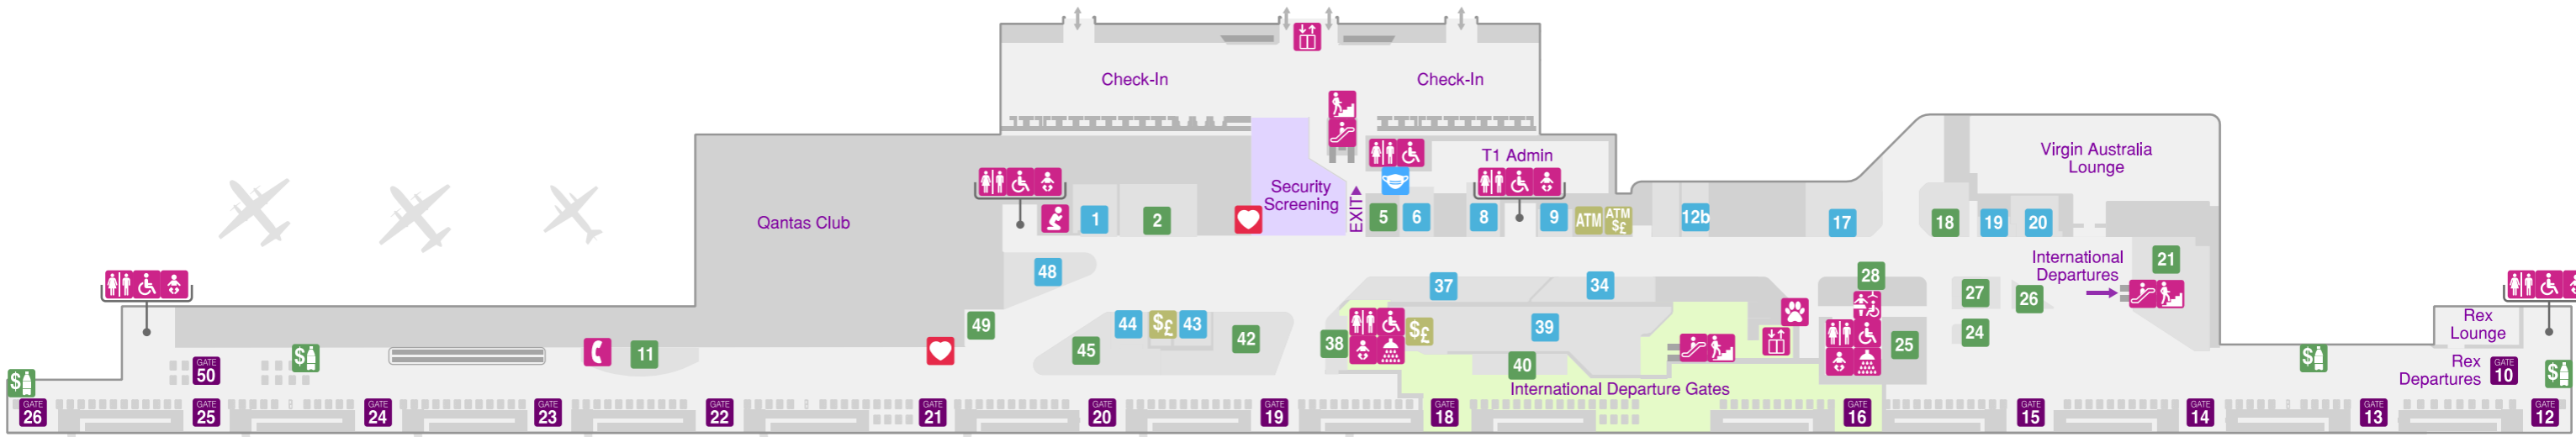 Check-In
Check-In
T1 Admin
Virgin Australia
Lounge
Security
Screening
EXIT
Qantas Club
1
2
5
6
8
9
ATM
ATM
$£
12b
17
18
19
20
21
International
Departures
48
37
34
28
27
26
49
44
$£
43
42
45
38
$£
39
40
25
24
11
$
$
$
$
Rex
Lounge
Rex
Departures
GATE
10
GATE
50
International Departure Gates
GATE
26
GATE
25
GATE
24
GATE
23
GATE
22
GATE
21
GATE
20
GATE
19
GATE
18
GATE
16
GATE
15
GATE
14
GATE
13
GATE
12